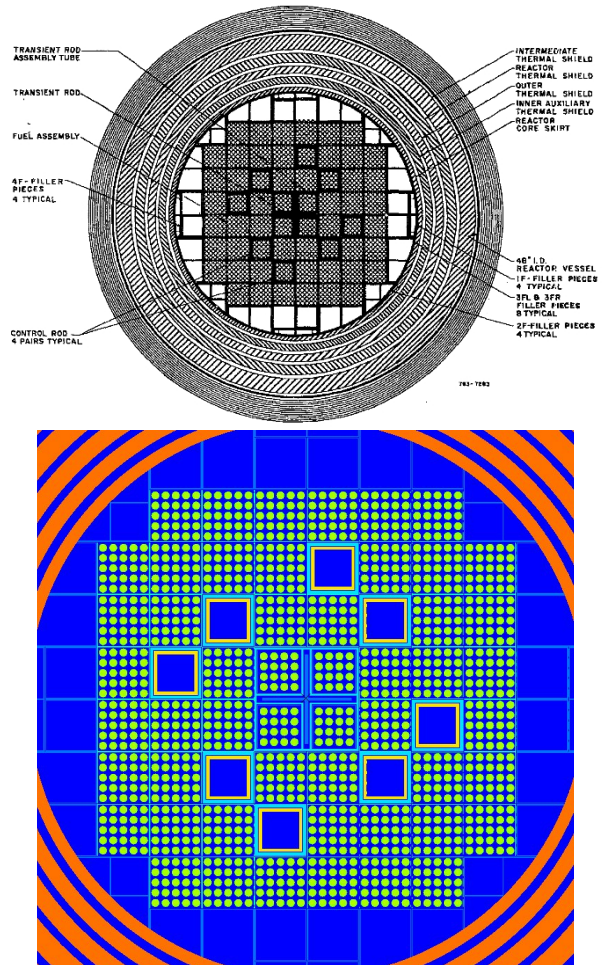 TRANSIENT ROD
ASSEMBLY TUBE
TRANSIENT ROD
FUEL ASSEMBLY
4F-FILLER
PIECES
4 TYPICAL
CONTROL ROD
4 PAIRS TYPICAL
INTERMEDIATE
THERMAL SHIELD
REACTOR
THERMAL SHIELD
OUTER
THERMAL SHIELD
INNER AUXILIARY
THERMAL SHIELD
REACTOR
CORE SKIRT
48" I.D.
REACTOR VESSEL
1F-FILLER PIECES
4 TYPICAL
3FL & 3FR
FILLER PIECES
8 TYPICAL
2F-FILLER PIECES
4 TYPICAL